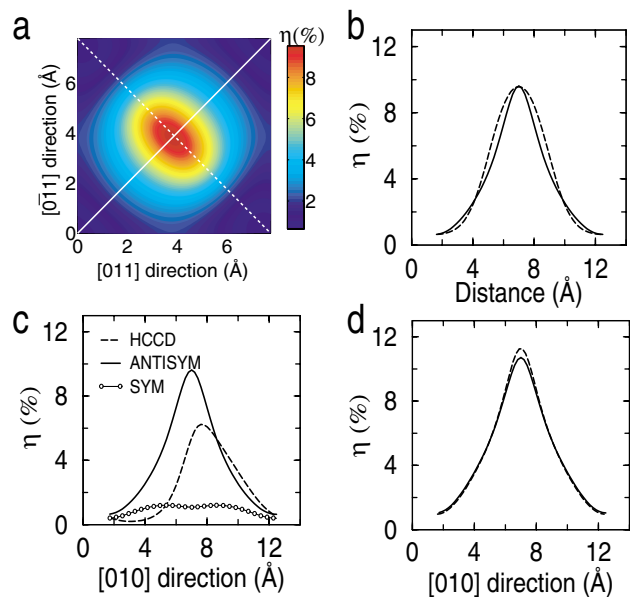 a
η(%)
8
6
4
2
6
4
2
0
0 2 4 6
[01̅1] direction (Å)
[011] direction (Å)
b
12
8
4
0
0 4 8 12
η (%)
Distance (Å)
c
HCCD
ANTISYM
SYM
12
8
4
0
0 4 8 12
η (%)
[010] direction (Å)
d
12
8
4
0
0 4 8 12
η (%)
[010] direction (Å)